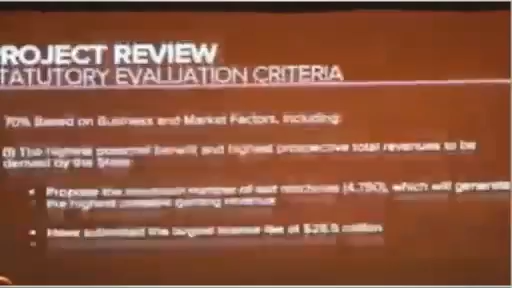 ROJECT REVIEW
TATUTORY EVALUATION CRITERIA
70% Based on Business and Market Factors, including:
(i) The highest potential benefit and highest prospective total revenues to be
derived by the State
Propose the maximum number of slot machines (4,750), which will generate
the highest gaming revenue
submitted the largest license fee of $28.5 million